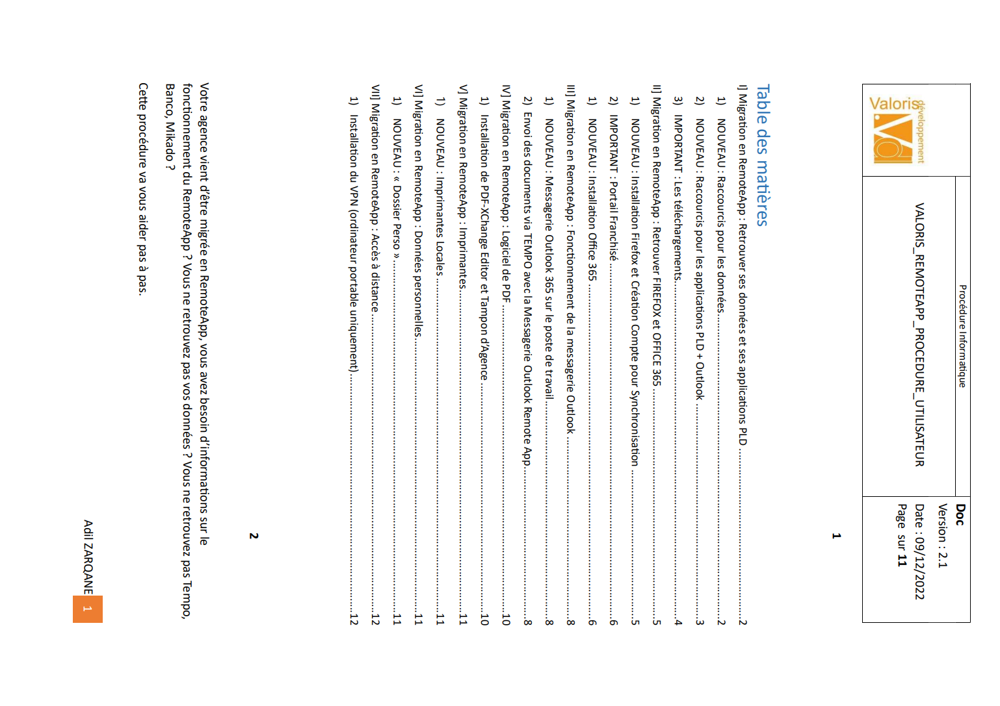 Valoris
développement
Vd
Procédure Informatique
VALORIS_REMOTEAPP_PROCEDURE_UTILISATEUR
Doc
Version : 2.1
Date : 09/12/2022
Page  sur 11
1
Table des matières
I] Migration en RemoteApp : Retrouver ses données et ses applications PLD ........ 2
1) NOUVEAU : Raccourcis pour les données ........ 2
2) NOUVEAU : Raccourcis pour les applications PLD + Outlook ........ 3
3) IMPORTANT : Les téléchargements ........ 4
II] Migration en RemoteApp : Retrouver FIREFOX et OFFICE 365 ........ 5
1) NOUVEAU : Installation Firefox et Création Compte pour Synchronisation ........ 5
2) IMPORTANT : Portail Franchisé ........ 6
1) NOUVEAU : Installation Office 365 ........ 6
III] Migration en RemoteApp : Fonctionnement de la messagerie Outlook ........ 8
1) NOUVEAU : Messagerie Outlook 365 sur le poste de travail ........ 8
2) Envoi des documents via TEMPO avec la Messagerie Outlook Remote App ........ 8
IV] Migration en RemoteApp : Logiciel de PDF ........ 10
1) Installation de PDF-XChange Editor et Tampon d’Agence ........ 10
V] Migration en RemoteApp : Imprimantes ........ 11
1) NOUVEAU : Imprimantes Locales ........ 11
VI] Migration en RemoteApp : Données personnelles ........ 11
1) NOUVEAU : « Dossier Perso » ........ 11
VII] Migration en RemoteApp : Accès à distance ........ 12
1) Installation du VPN (ordinateur portable uniquement) ........ 12
2
Votre agence vient d’être migrée en RemoteApp, vous avez besoin d’informations sur le
fonctionnement du RemoteApp ? Vous ne retrouvez pas vos données ? Vous ne retrouvez pas Tempo,
Banco, Mikado ?
Cette procédure va vous aider pas à pas.
Adil ZARQANE 1